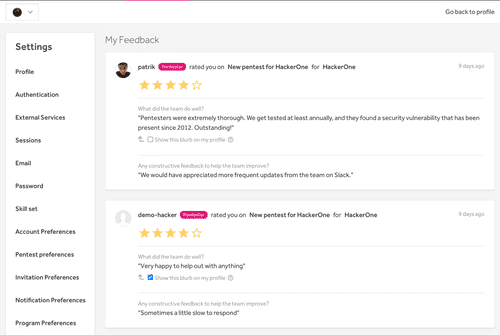 Go back to profile
Settings
Profile
Authentication
External Services
Sessions
Email
Password
Skill set
Account Preferences
Pentest preferences
Invitation Preferences
Notification Preferences
Program Preferences
My Feedback
patrik rated you on New pentest for HackerOne for HackerOne
9 days ago
What did the team do well?
"Pentesters were extremely thorough. We get tested at least annually, and they found a security vulnerability that has been
present since 2012. Outstanding!"
Show this blurb on my profile
Any constructive feedback to help the team improve?
"We would have appreciated more frequent updates from the team on Slack."
demo-hacker rated you on New pentest for HackerOne for HackerOne
9 days ago
What did the team do well?
"Very happy to help out with anything"
Show this blurb on my profile
Any constructive feedback to help the team improve?
"Sometimes a little slow to respond"